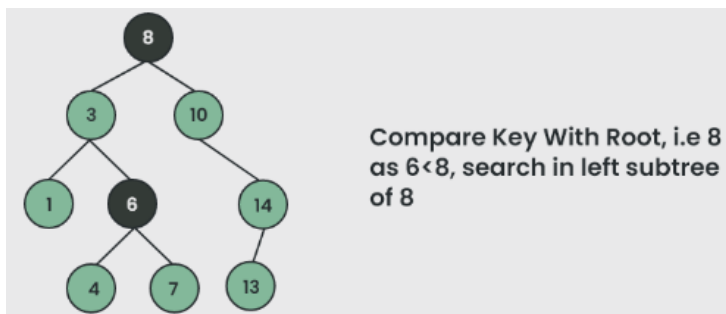 8
3 10
1 6 14
4 7 13
Compare Key With Root, i.e 8
as 6<8, search in left subtree
of 8